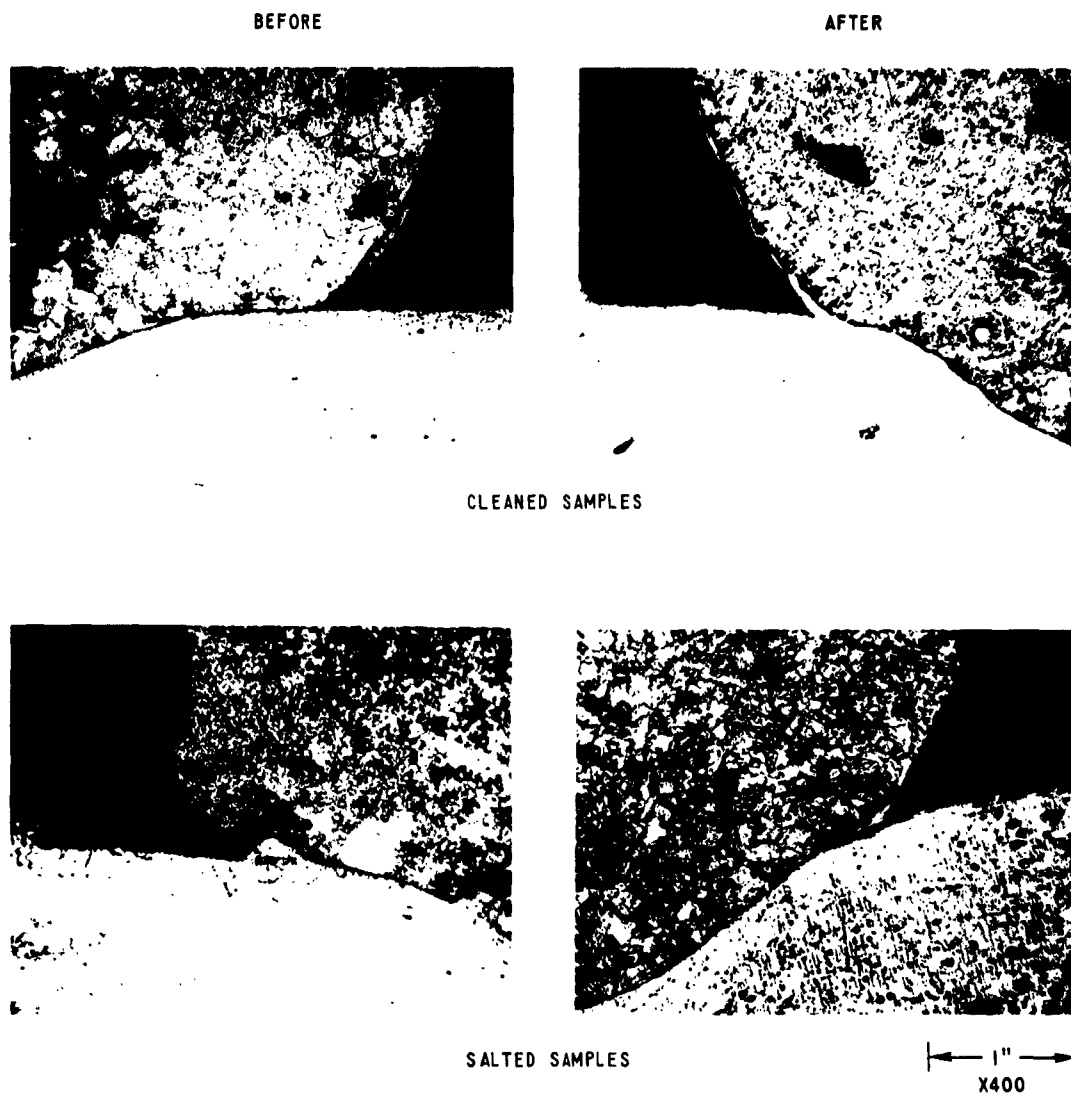 BEFORE
AFTER
CLEANED SAMPLES
SALTED SAMPLES
1"
X400